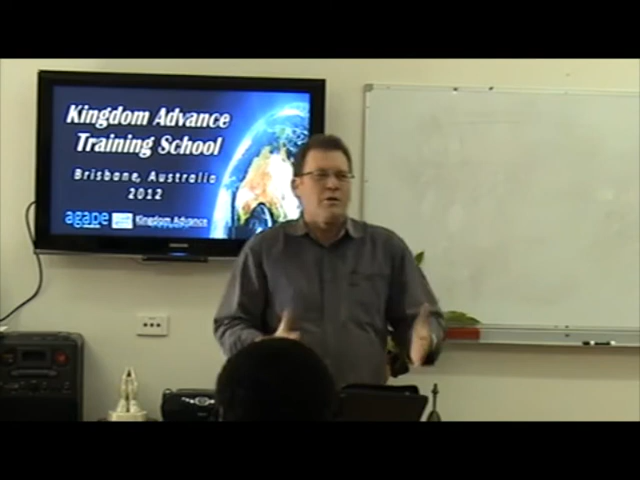 Kingdom Advance
Training School
Brisbane, Australia
2012
agape
Kingdom Advance